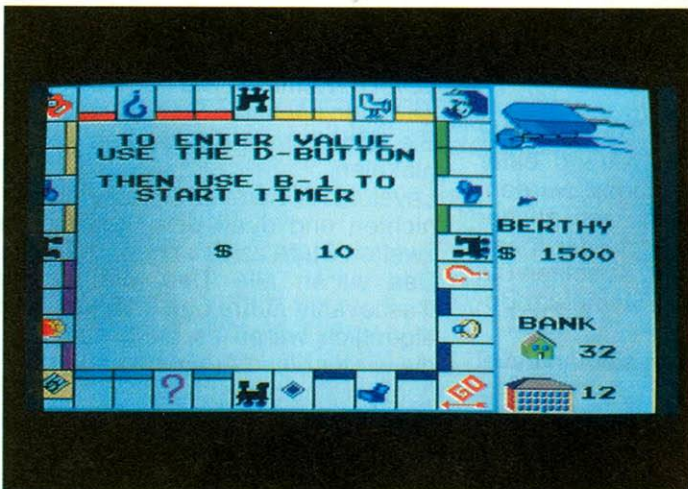 TO ENTER VALUE
USE THE D-BUTTON
THEN USE B-1 TO
START TIMER
$ 10
BERTHY
$ 1500
BANK
32
12
?
?
GO